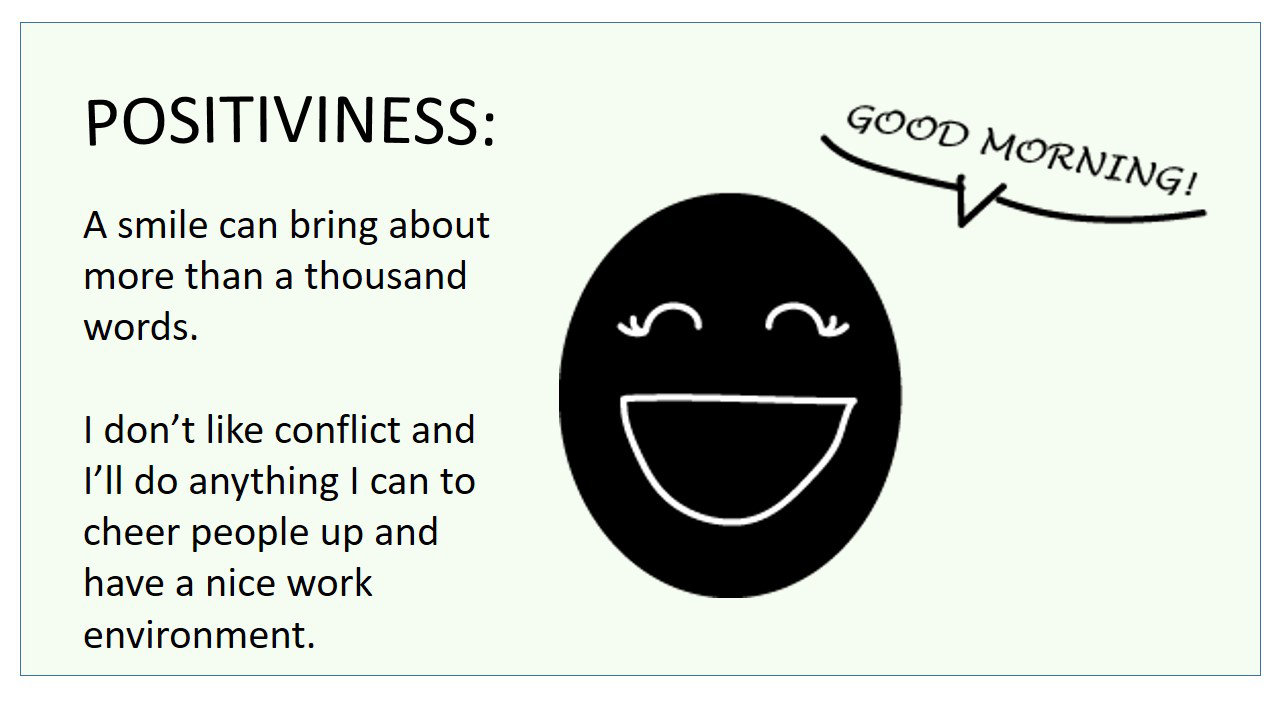 POSITIVINESS:
A smile can bring about
more than a thousand
words.
I don’t like conflict and
I’ll do anything I can to
cheer people up and
have a nice work
environment.
GOOD MORNING!